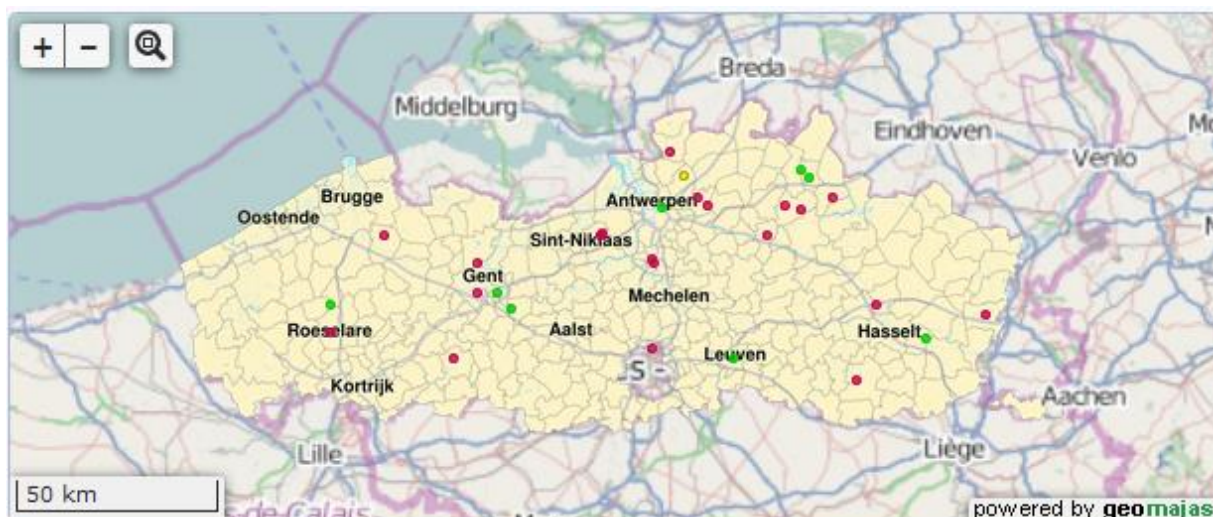 + -
Breda
Middelburg
Eindhoven
Venlo
Brugge
Antwerpen
Oostende
Sint-Niklaas
Gent
Mechelen
Roeselare
Aalst
Hasselt
Leuven
Kortrijk
Aachen
Lille
Liège
50 km
powered by geomajas